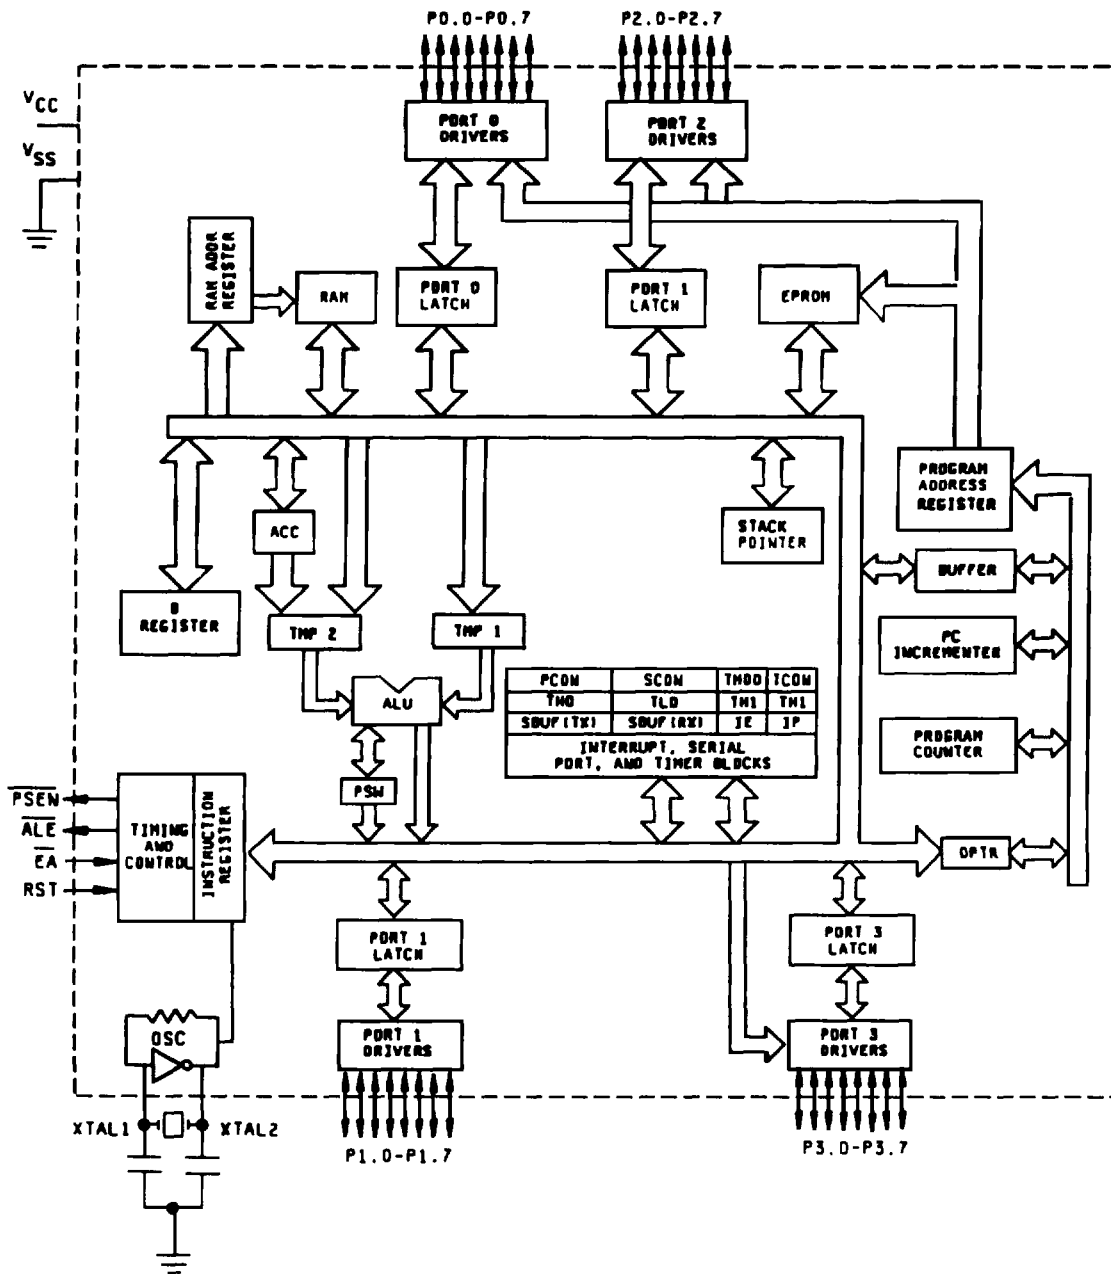 P0.0-P0.7
P2.0-P2.7
VCC
VSS
PORT 0
DRIVERS
PORT 2
DRIVERS
RAM ADDR
REGISTER
RAM
PORT 0
LATCH
PORT 1
LATCH
EPROM
PROGRAM
ADDRESS
REGISTER
ACC
STACK
POINTER
BUFFER
B
REGISTER
TMP 2
TMP 1
PC
INCREMENTER
ALU
PCON
SCON
TMOD
TCON
TH0
TL0
TH1
TH1
SBUF(TX)
SBUF(RX)
IE
IP
INTERRUPT, SERIAL
PORT, AND TIMER BLOCKS
PROGRAM
COUNTER
PSW
PSEN
ALE
EA
RST
TIMING
AND
CONTROL
INSTRUCTION
REGISTER
DPTR
PORT 1
LATCH
PORT 3
LATCH
OSC
PORT 1
DRIVERS
PORT 3
DRIVERS
XTAL1
XTAL2
P1.0-P1.7
P3.0-P3.7